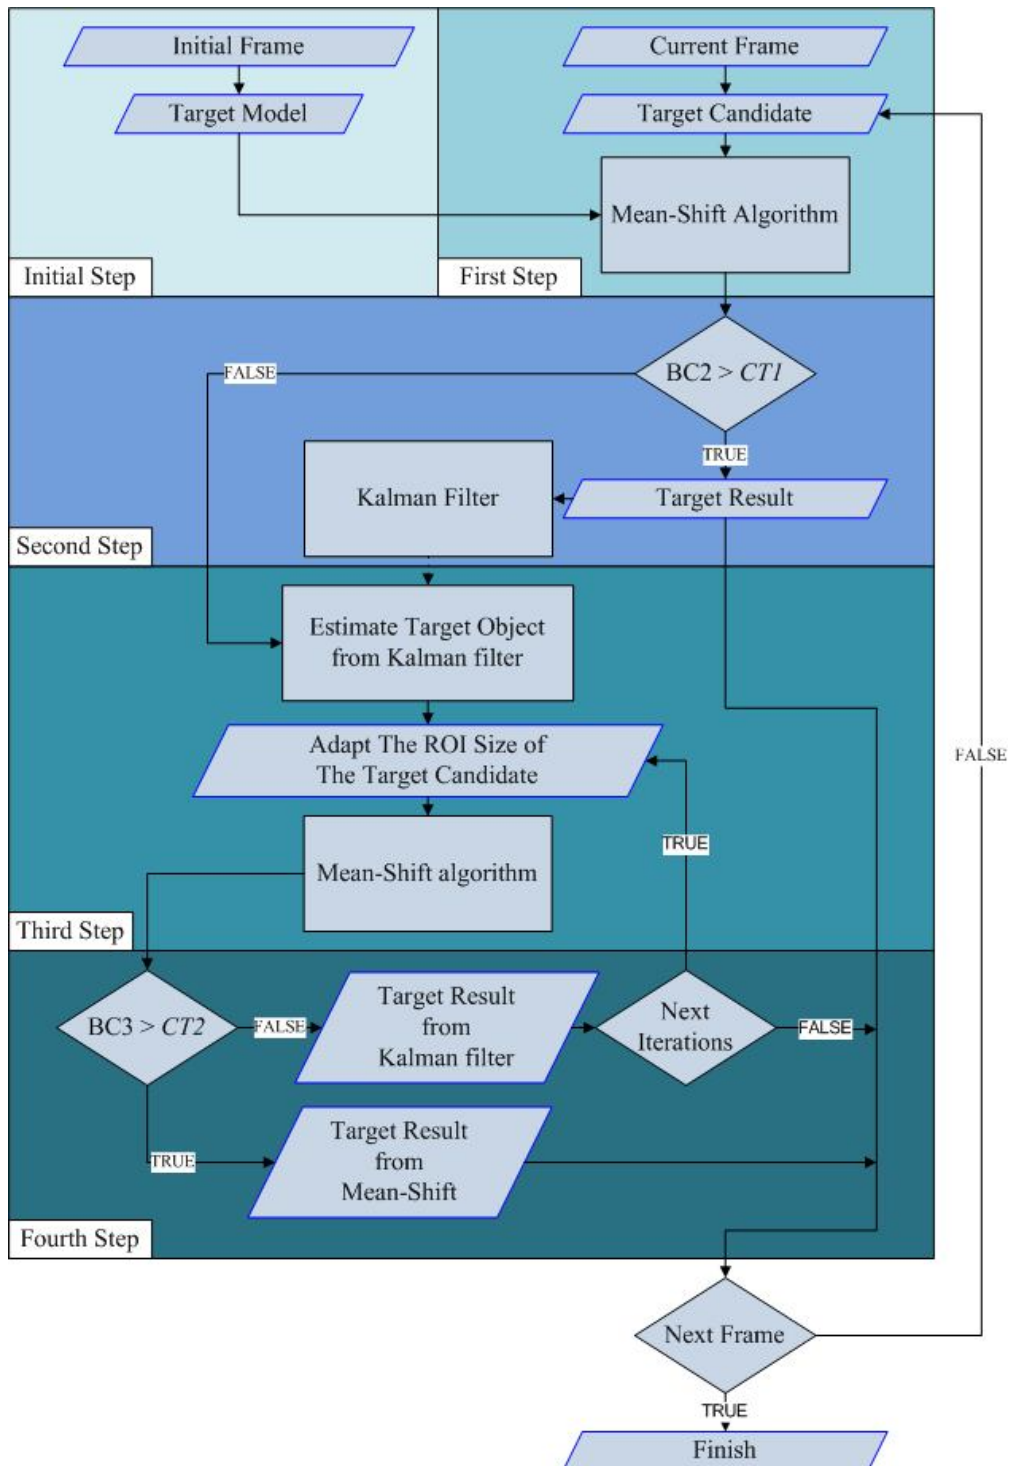 Initial Frame
Current Frame
Target Model
Target Candidate
Mean-Shift Algorithm
Initial Step
First Step
BC2 > CT1
FALSE
TRUE
Kalman Filter
Target Result
Second Step
Estimate Target Object
from Kalman filter
Adapt The ROI Size of
The Target Candidate
FALSE
TRUE
Mean-Shift algorithm
Third Step
BC3 > CT2
FALSE
Target Result
from
Kalman filter
Next
Iterations
FALSE
TRUE
Target Result
from
Mean-Shift
Fourth Step
Next Frame
TRUE
Finish